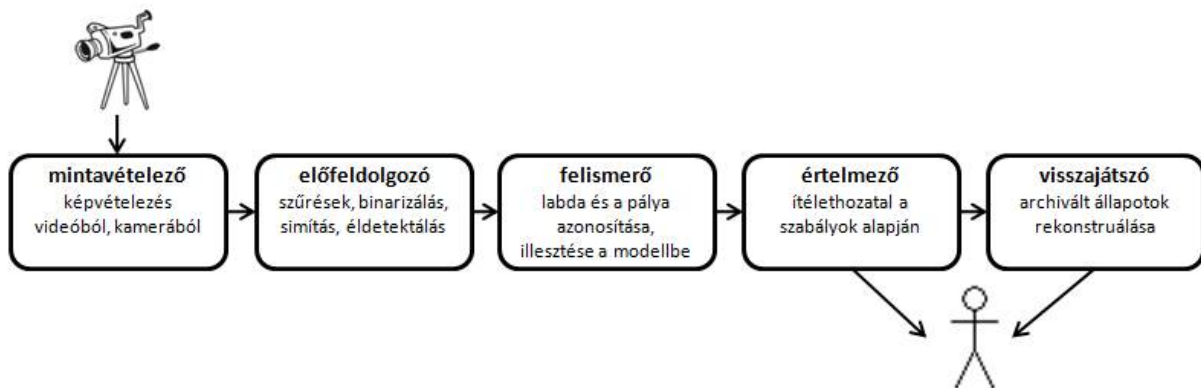 mintavételező
képvételezés
videóból, kamerából
előfeldolgozó
szűrések, binarizálás,
simítás, éldetektálás
felismerő
labda és a pálya
azonosítása,
illesztése a modellbe
értelmező
ítélethozatal a
szabályok alapján
visszajátszó
archivált állapotok
rekonstruálása